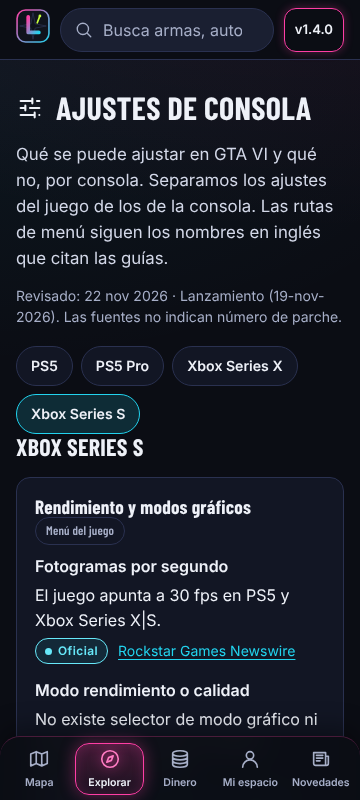 Busca armas, auto
v1.4.0
AJUSTES DE CONSOLA
Qué se puede ajustar en GTA VI y qué
no, por consola. Separamos los ajustes
del juego de los de la consola. Las rutas
de menú siguen los nombres en inglés
que citan las guías.
Revisado: 22 nov 2026 · Lanzamiento (19-nov-
2026). Las fuentes no indican número de parche.
PS5
PS5 Pro
Xbox Series X
Xbox Series S
XBOX SERIES S
Rendimiento y modos gráficos
Menú del juego
Fotogramas por segundo
El juego apunta a 30 fps en PS5 y
Xbox Series X|S.
Oficial
Rockstar Games Newswire
Modo rendimiento o calidad
No existe selector de modo gráfico ni
Mapa
Explorar
Dinero
Mi espacio
Novedades